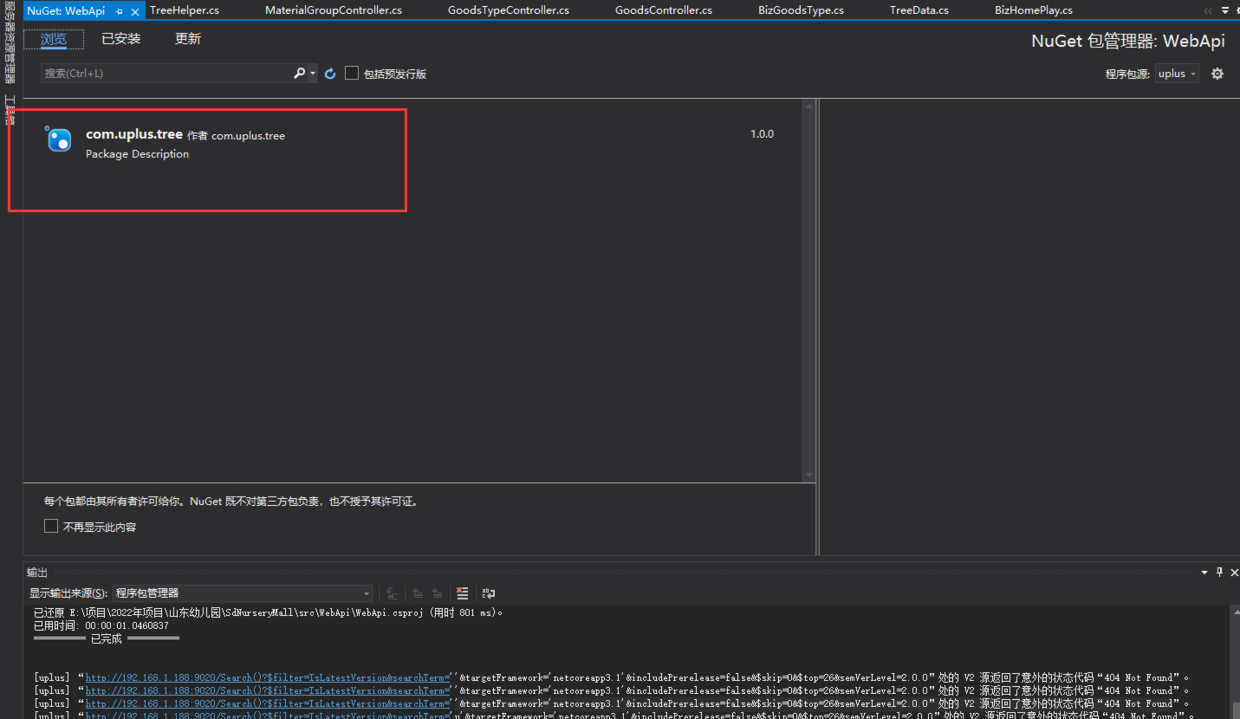 服务器资源管理器
工具箱
NuGet: WebApi TreeHelper.cs MaterialGroupController.cs GoodsTypeController.cs GoodsController.cs BizGoodsType.cs TreeData.cs BizHomePlay.cs
浏览 已安装 更新
NuGet 包管理器: WebApi
搜索(Ctrl+L) 包括预发行版 程序包源: uplus
com.uplus.tree 作者 com.uplus.tree 1.0.0
Package Description
每个包都由其所有者许可给你。NuGet 既不对第三方包负责，也不授予其许可证。
不再显示此内容
输出
显示输出来源(S): 程序包管理器
已还原 E:\项目\2022年项目\山东幼儿园\SdNurseryMall\src\WebApi\WebApi.csproj (用时 801 ms)。
已用时间: 00:00:01.0460837
========== 已完成 ==========
[uplus] “http://192.168.1.188:9020/Search()?$filter=IsLatestVersion&searchTerm=''&targetFramework='netcoreapp3.1'&includePrerelease=false&$skip=0&$top=26&semVerLevel=2.0.0”处的 V2 源返回了意外的状态代码“404 Not Found”。
[uplus] “http://192.168.1.188:9020/Search()?$filter=IsLatestVersion&searchTerm=''&targetFramework='netcoreapp3.1'&includePrerelease=false&$skip=0&$top=26&semVerLevel=2.0.0”处的 V2 源返回了意外的状态代码“404 Not Found”。
[uplus] “http://192.168.1.188:9020/Search()?$filter=IsLatestVersion&searchTerm=''&targetFramework='netcoreapp3.1'&includePrerelease=false&$skip=0&$top=26&semVerLevel=2.0.0”处的 V2 源返回了意外的状态代码“404 Not Found”。
[uplus] “http://192.168.1.188:9020/Search()?$filter=IsLatestVersion&searchTerm='u'&targetFramework='netcoreapp3.1'&includePrerelease=false&$skip=0&$top=26&semVerLevel=2.0.0”处的 V2 源返回了意外的状态代码“404 Not Found”。